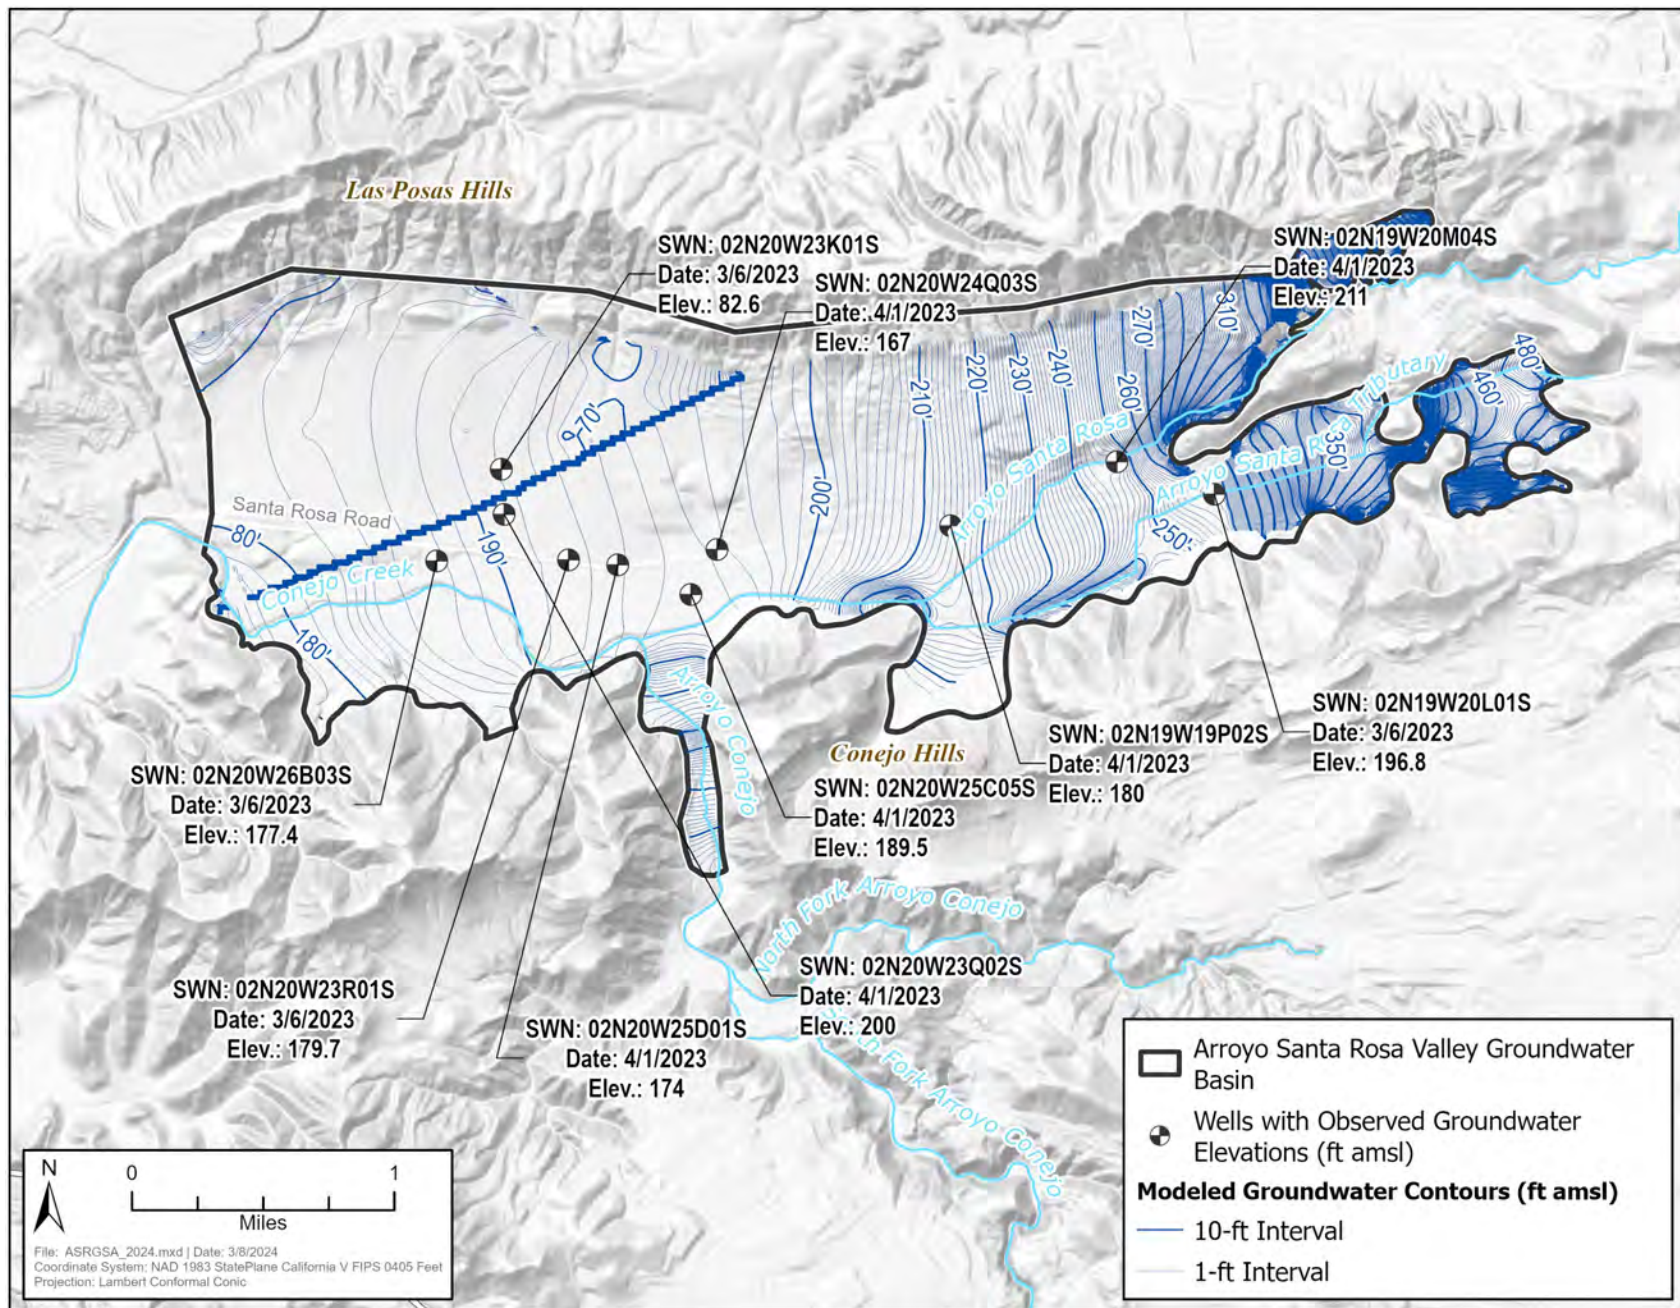 Las Posas Hills
SWN: 02N20W23K01S
Date: 3/6/2023
Elev.: 82.6
SWN: 02N20W24Q03S
Date: 4/1/2023
Elev.: 167
SWN: 02N19W20M04S
Date: 4/1/2023
Elev.: 211
310'
270'
260'
240'
230'
220'
210'
200'
480'
460'
350'
250'
70'
190'
80'
180'
Arroyo Santa Rosa
Arroyo Santa Rosa Tributary
Santa Rosa Road
Conejo Creek
Arroyo Conejo
Conejo Hills
SWN: 02N20W26B03S
Date: 3/6/2023
Elev.: 177.4
SWN: 02N20W25C05S
Date: 4/1/2023
Elev.: 189.5
SWN: 02N19W19P02S
Date: 4/1/2023
Elev.: 180
SWN: 02N19W20L01S
Date: 3/6/2023
Elev.: 196.8
North Fork Arroyo Conejo
SWN: 02N20W23R01S
Date: 3/6/2023
Elev.: 179.7
SWN: 02N20W25D01S
Date: 4/1/2023
Elev.: 174
SWN: 02N20W23Q02S
Date: 4/1/2023
Elev.: 200
South Fork Arroyo Conejo
N
0 1
Miles
File: ASRGSA_2024.mxd | Date: 3/8/2024
Coordinate System: NAD 1983 StatePlane California V FIPS 0405 Feet
Projection: Lambert Conformal Conic
Arroyo Santa Rosa Valley Groundwater
Basin
Wells with Observed Groundwater
Elevations (ft amsl)
Modeled Groundwater Contours (ft amsl)
10-ft Interval
1-ft Interval